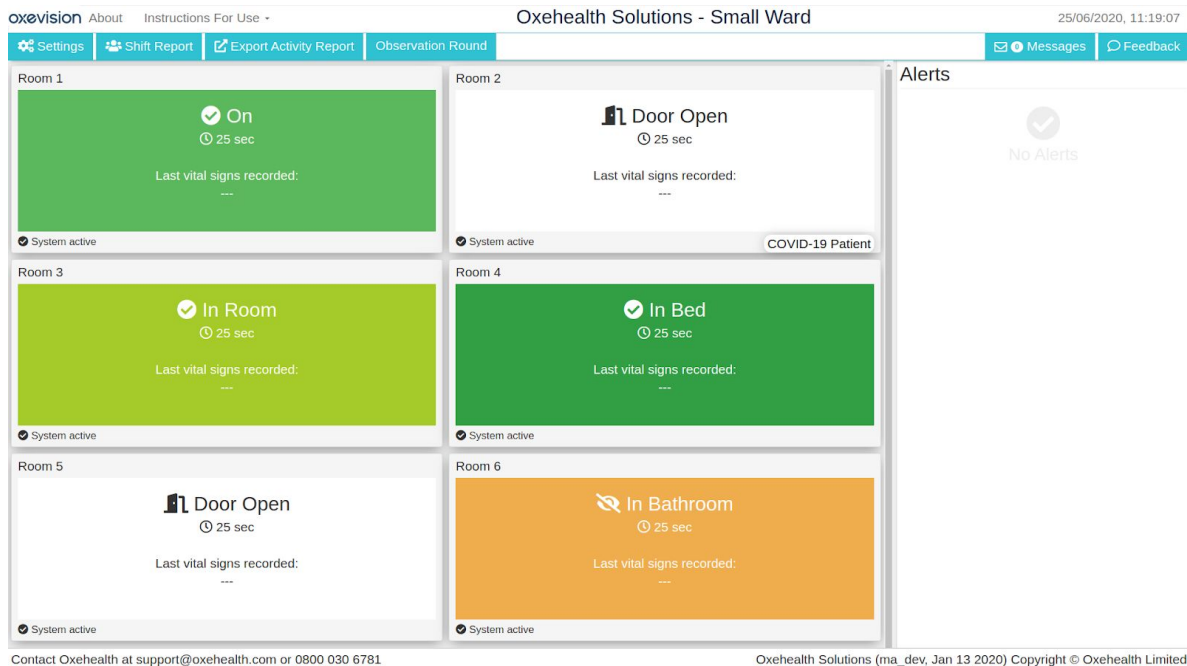 oxevision About Instructions For Use Oxehealth Solutions - Small Ward 25/06/2020, 11:19:07
Settings Shift Report Export Activity Report Observation Round 0 Messages Feedback
Room 1
On
25 sec
Last vital signs recorded:
---
System active
Room 2
Door Open
25 sec
Last vital signs recorded:
---
System active COVID-19 Patient
Room 3
In Room
25 sec
Last vital signs recorded:
---
System active
Room 4
In Bed
25 sec
Last vital signs recorded:
---
System active
Room 5
Door Open
25 sec
Last vital signs recorded:
---
System active
Room 6
In Bathroom
25 sec
Last vital signs recorded:
---
System active
Alerts
No Alerts
Contact Oxehealth at support@oxehealth.com or 0800 030 6781 Oxehealth Solutions (ma_dev, Jan 13 2020) Copyright © Oxehealth Limited